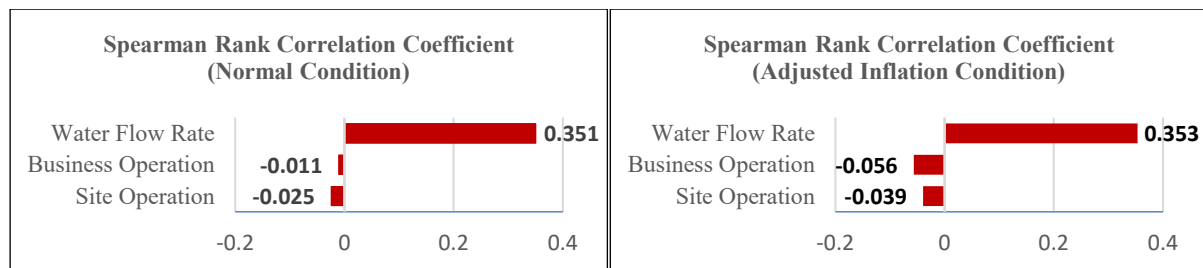 Spearman Rank Correlation Coefficient
(Normal Condition)
Water Flow Rate
0.351
Business Operation
-0.011
Site Operation
-0.025
-0.2
0
0.2
0.4
Spearman Rank Correlation Coefficient
(Adjusted Inflation Condition)
Water Flow Rate
0.353
Business Operation
-0.056
Site Operation
-0.039
-0.2
0
0.2
0.4